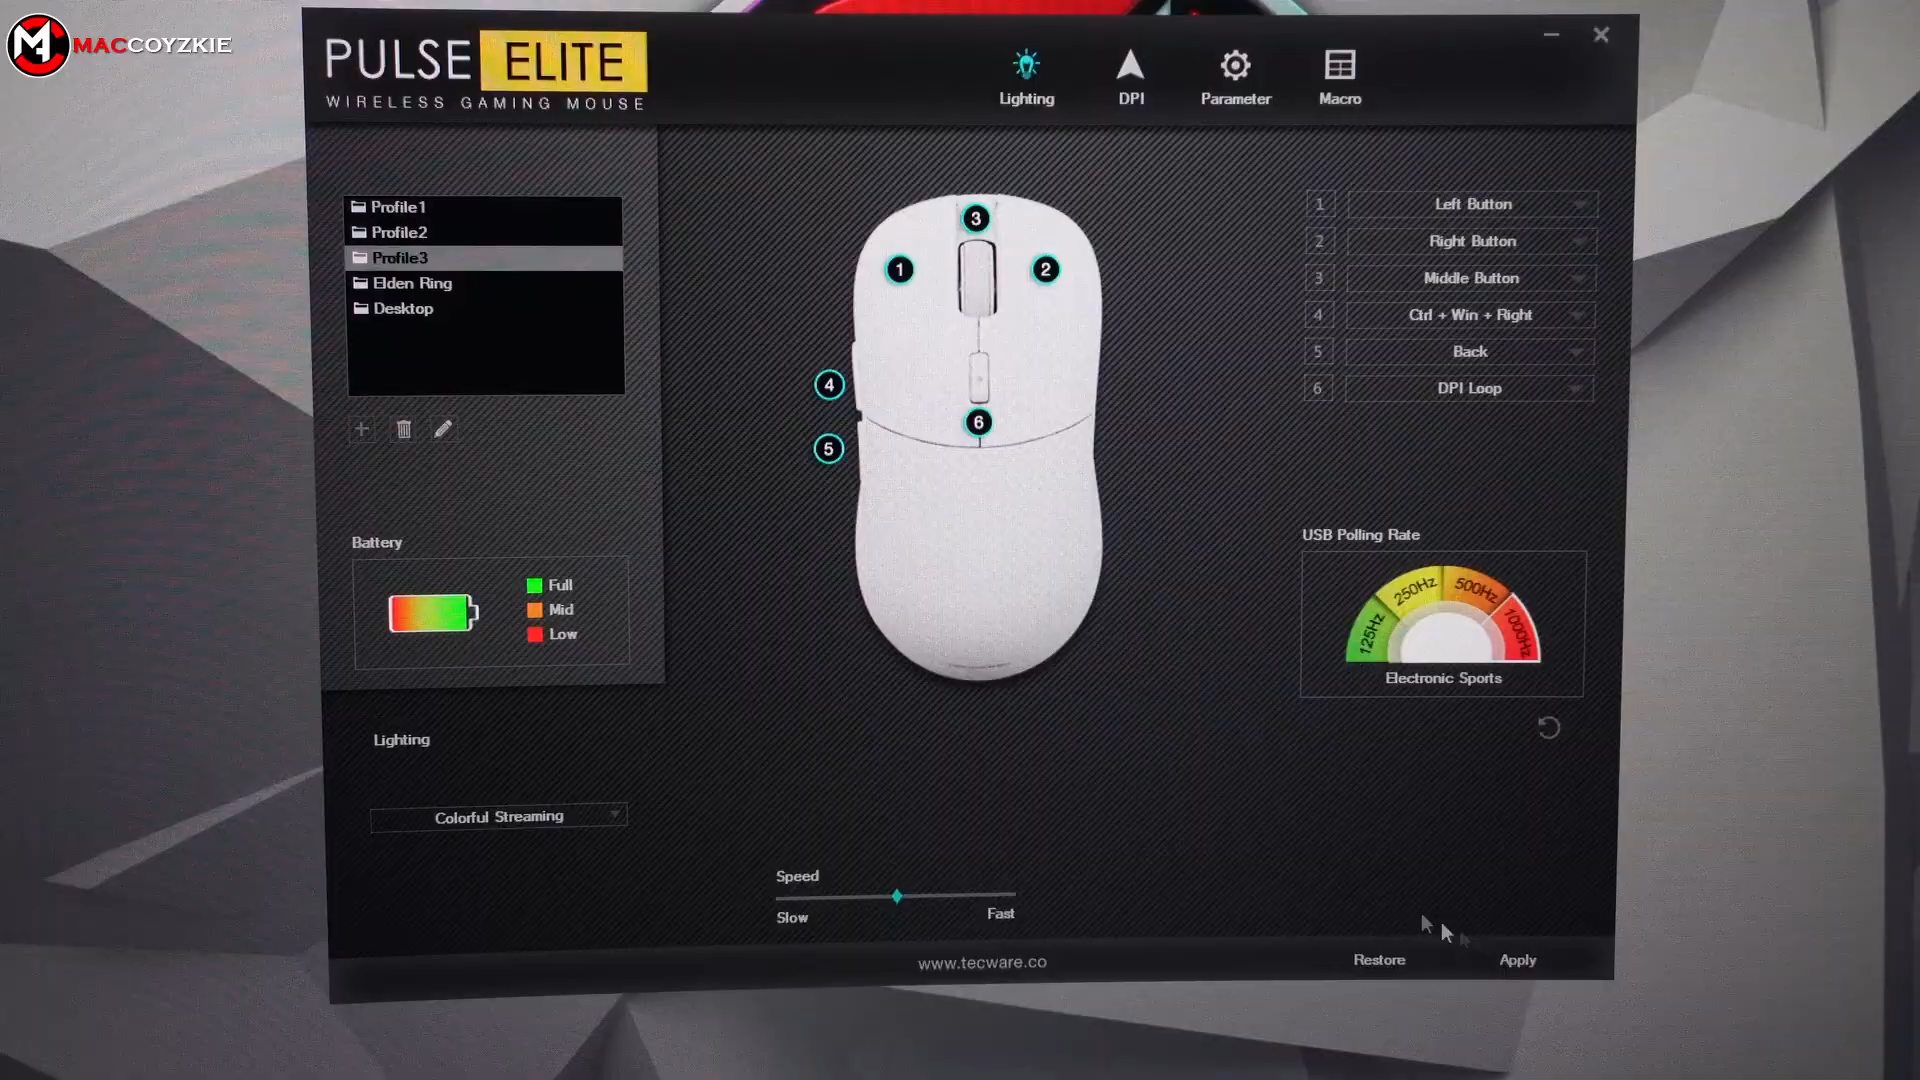 MACCOYZKIE
PULSE ELITE
WIRELESS GAMING MOUSE
Lighting
DPI
Parameter
Macro
Profile1
Profile2
Profile3
Elden Ring
Desktop
1
2
3
4
5
6
1 Left Button
2 Right Button
3 Middle Button
4 Ctrl + Win + Right
5 Back
6 DPI Loop
Battery
Full
Mid
Low
USB Polling Rate
125Hz
250Hz
500Hz
1000Hz
Electronic Sports
Lighting
Colorful Streaming
Speed
Slow
Fast
www.tecware.co
Restore
Apply